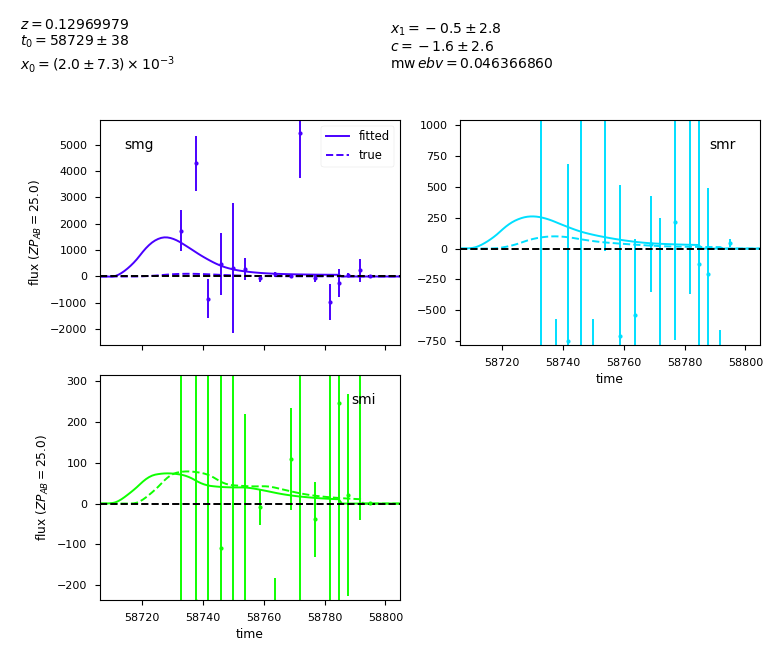 z = 0.12969979
t₀ = 58729 ± 38
x₀ = (2.0 ± 7.3) × 10⁻³
x₁ = −0.5 ± 2.8
c = −1.6 ± 2.6
mw ebv = 0.046366860
smg
fitted
true
5000
4000
3000
2000
1000
0
−1000
−2000
flux (ZP_AB = 25.0)
smr
1000
750
500
250
0
−250
−500
−750
58720 58740 58760 58780 58800
time
smi
300
200
100
0
−100
−200
flux (ZP_AB = 25.0)
58720 58740 58760 58780 58800
time